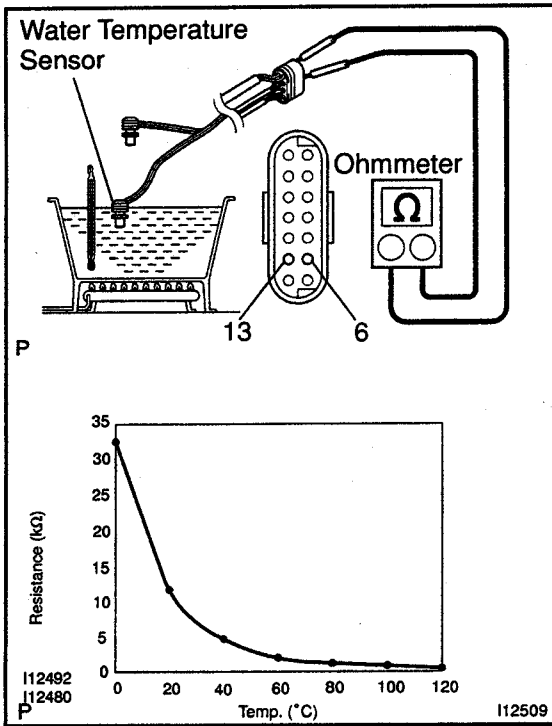 Water Temperature
Sensor
Ohmmeter
Ω
13
6
P
35
30
25
20
15
10
5
0
Resistance (kΩ)
0 20 40 60 80 100 120
Temp. (°C)
I12492
I12480
P
I12509